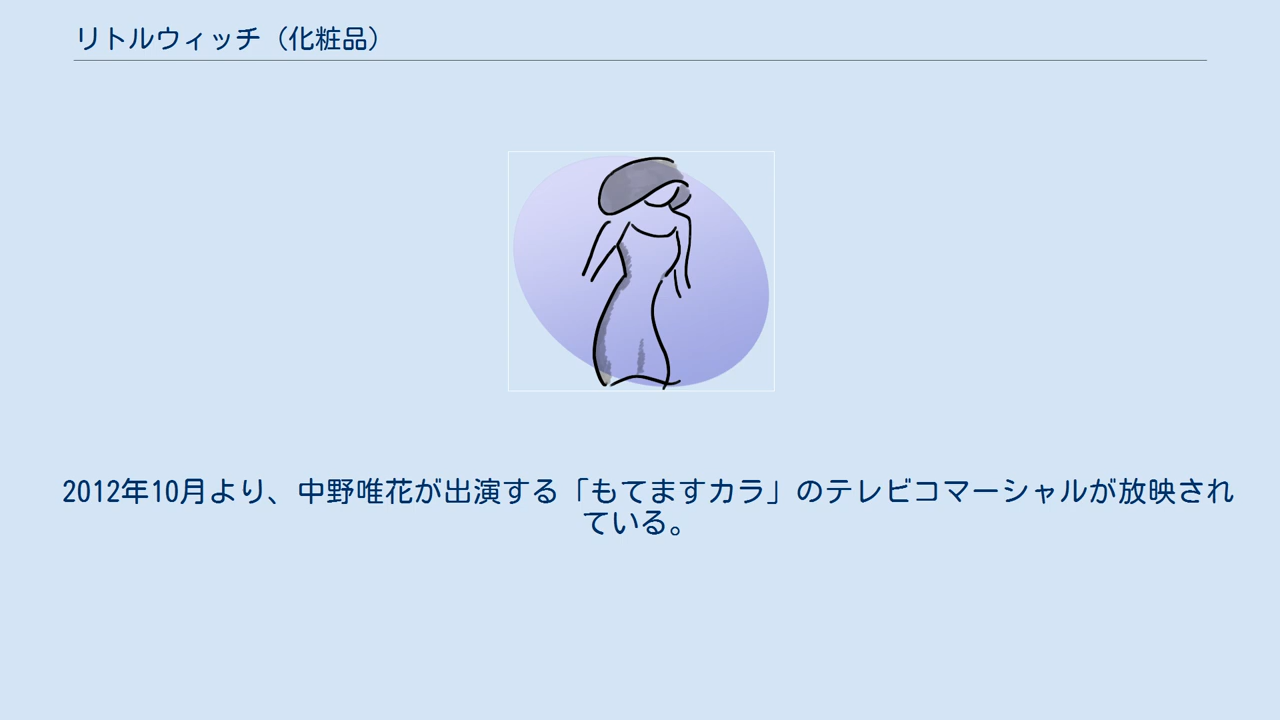 リトルウィッチ（化粧品）
2012年10月より、中野唯花が出演する「もてますカラ」のテレビコマーシャルが放映され
ている。